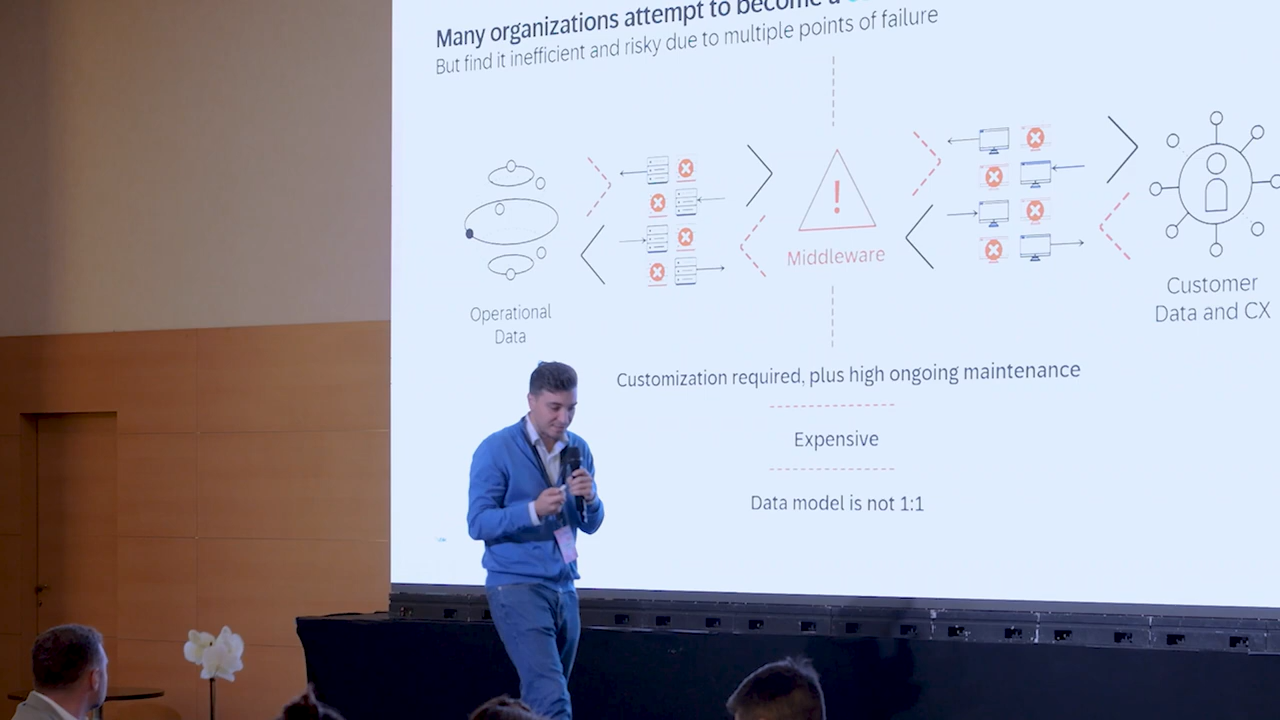 Many organizations attempt to become a
But find it inefficient and risky due to multiple points of failure
Middleware
Operational
Data
Customer
Data and CX
Customization required, plus high ongoing maintenance
Expensive
Data model is not 1:1